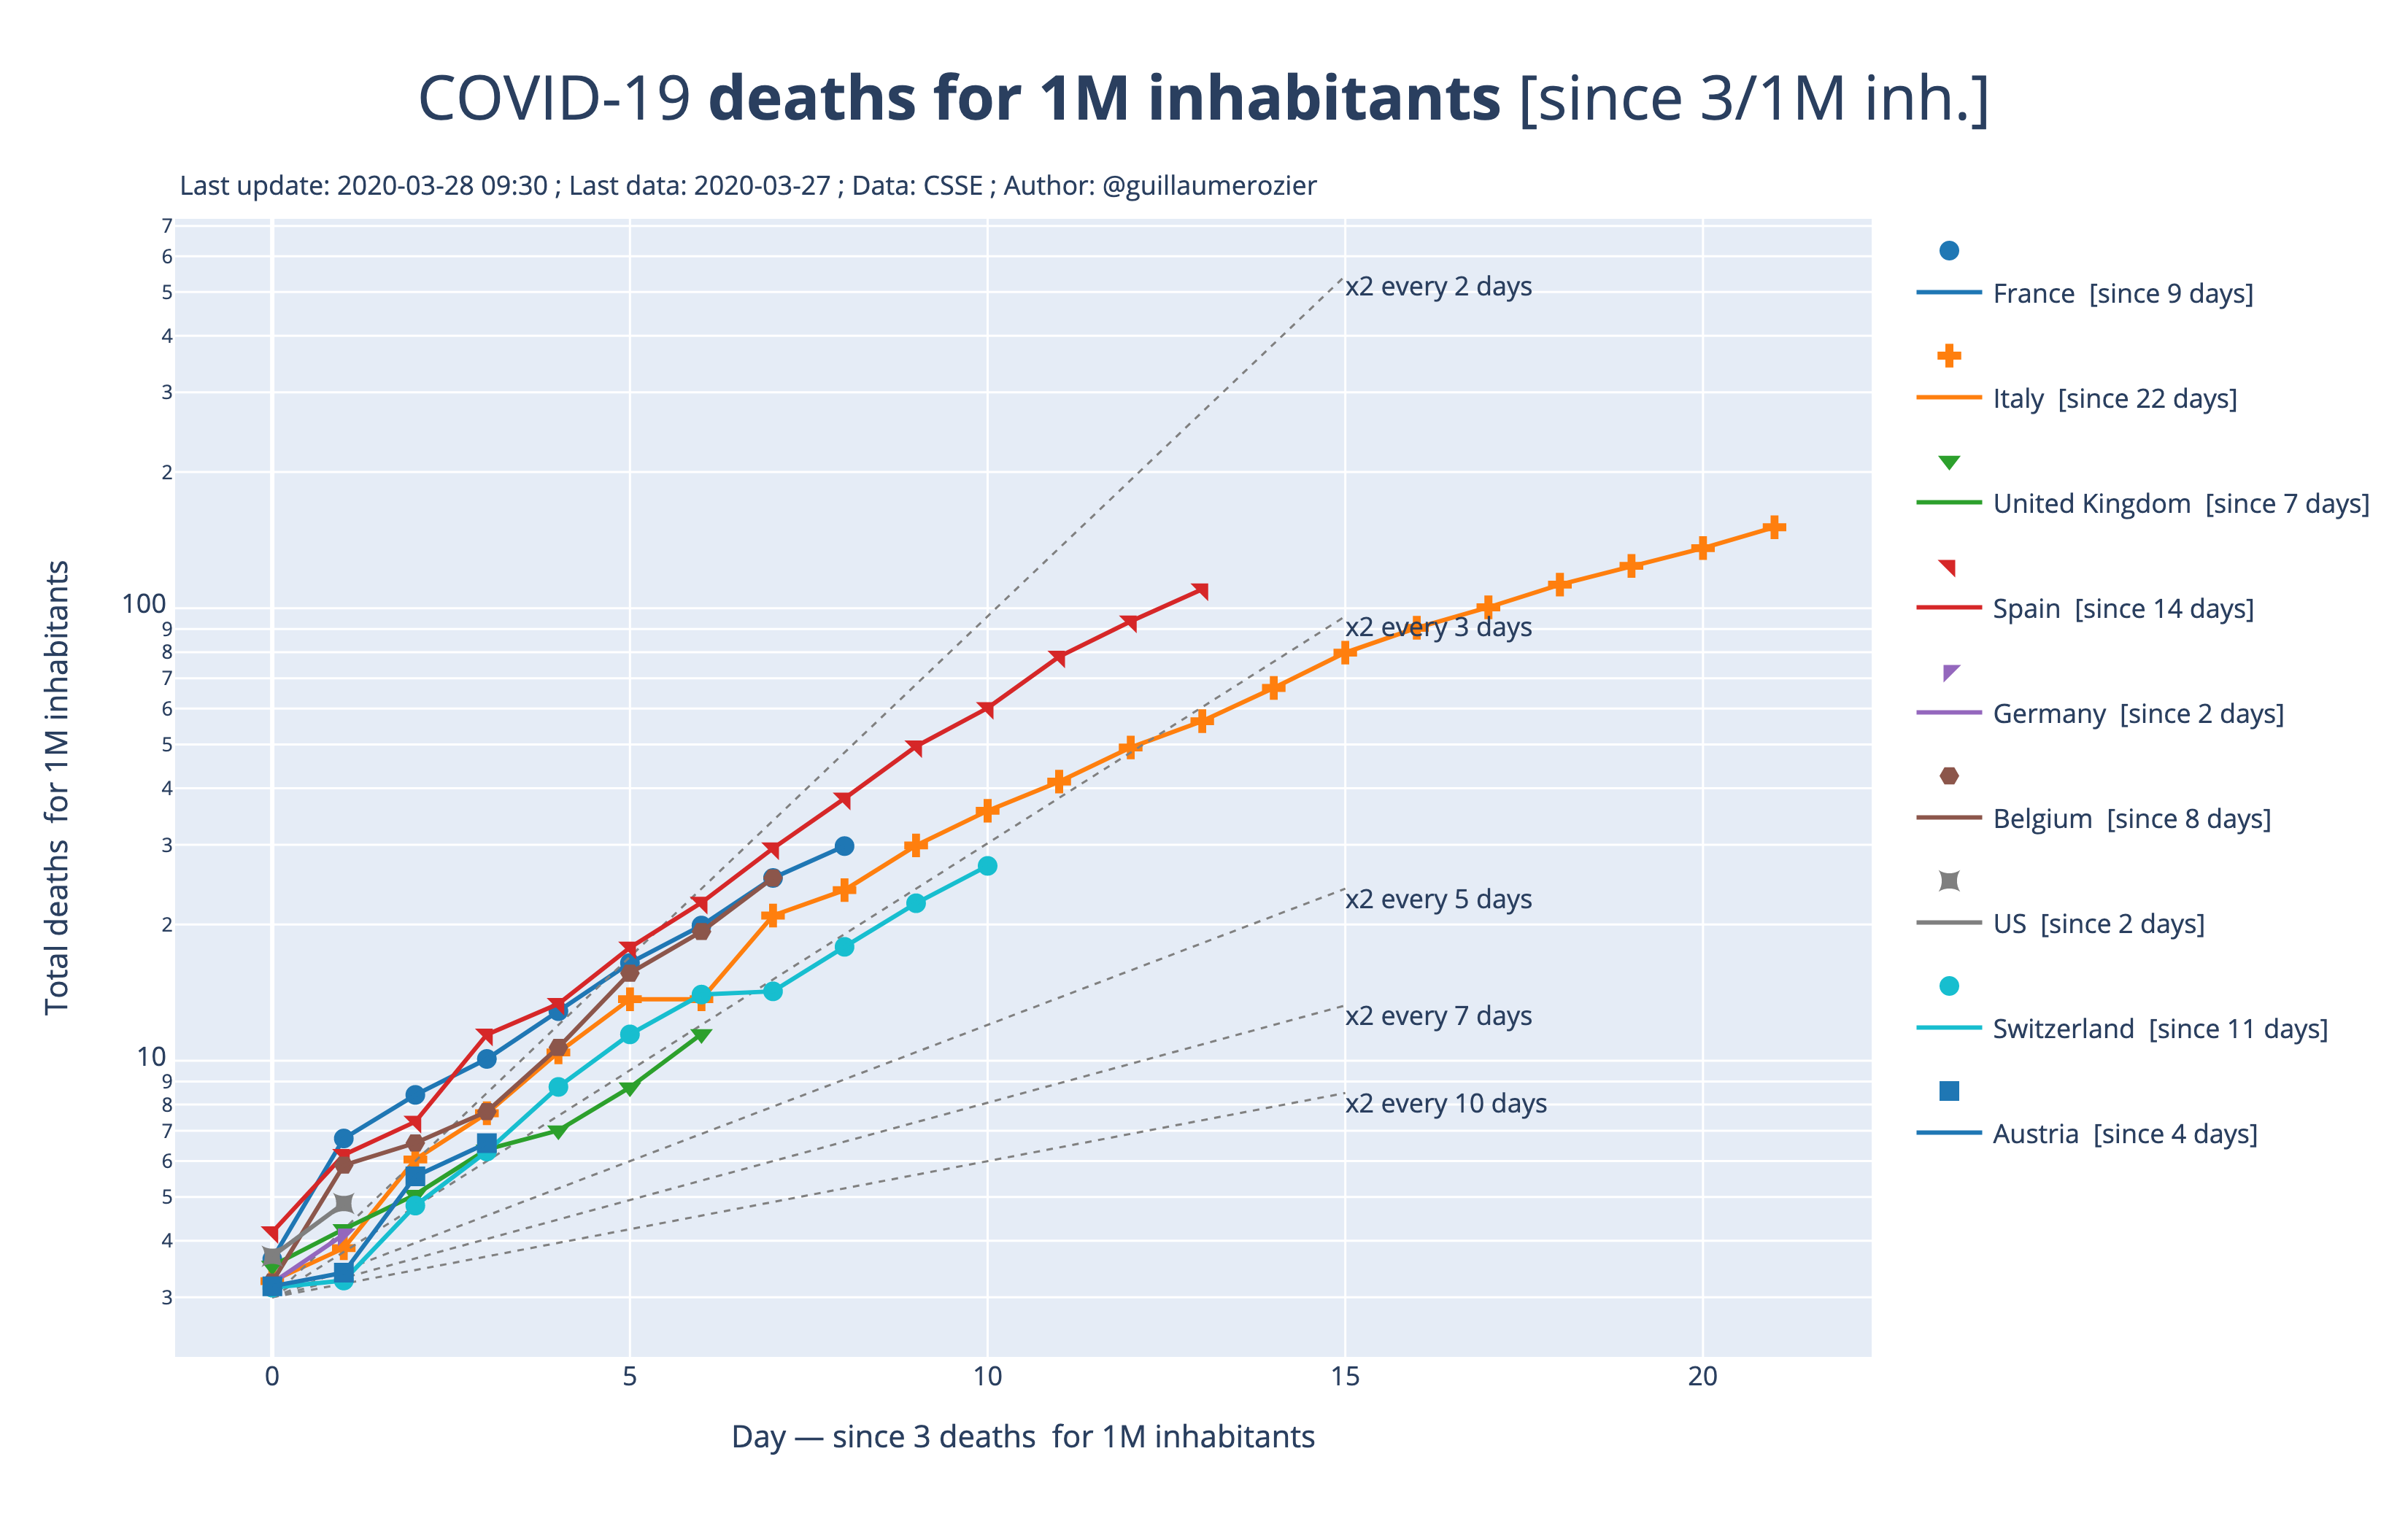 COVID-19 deaths for 1M inhabitants [since 3/1M inh.]
Last update: 2020-03-28 09:30 ; Last data: 2020-03-27 ; Data: CSSE ; Author: @guillaumerozier
Total deaths for 1M inhabitants
7
6
5
4
3
2
100
9
8
7
6
5
4
3
2
10
9
8
7
6
5
4
3
x2 every 2 days
x2 every 3 days
x2 every 5 days
x2 every 7 days
x2 every 10 days
0 5 10 15 20
Day — since 3 deaths for 1M inhabitants
France [since 9 days]
Italy [since 22 days]
United Kingdom [since 7 days]
Spain [since 14 days]
Germany [since 2 days]
Belgium [since 8 days]
US [since 2 days]
Switzerland [since 11 days]
Austria [since 4 days]